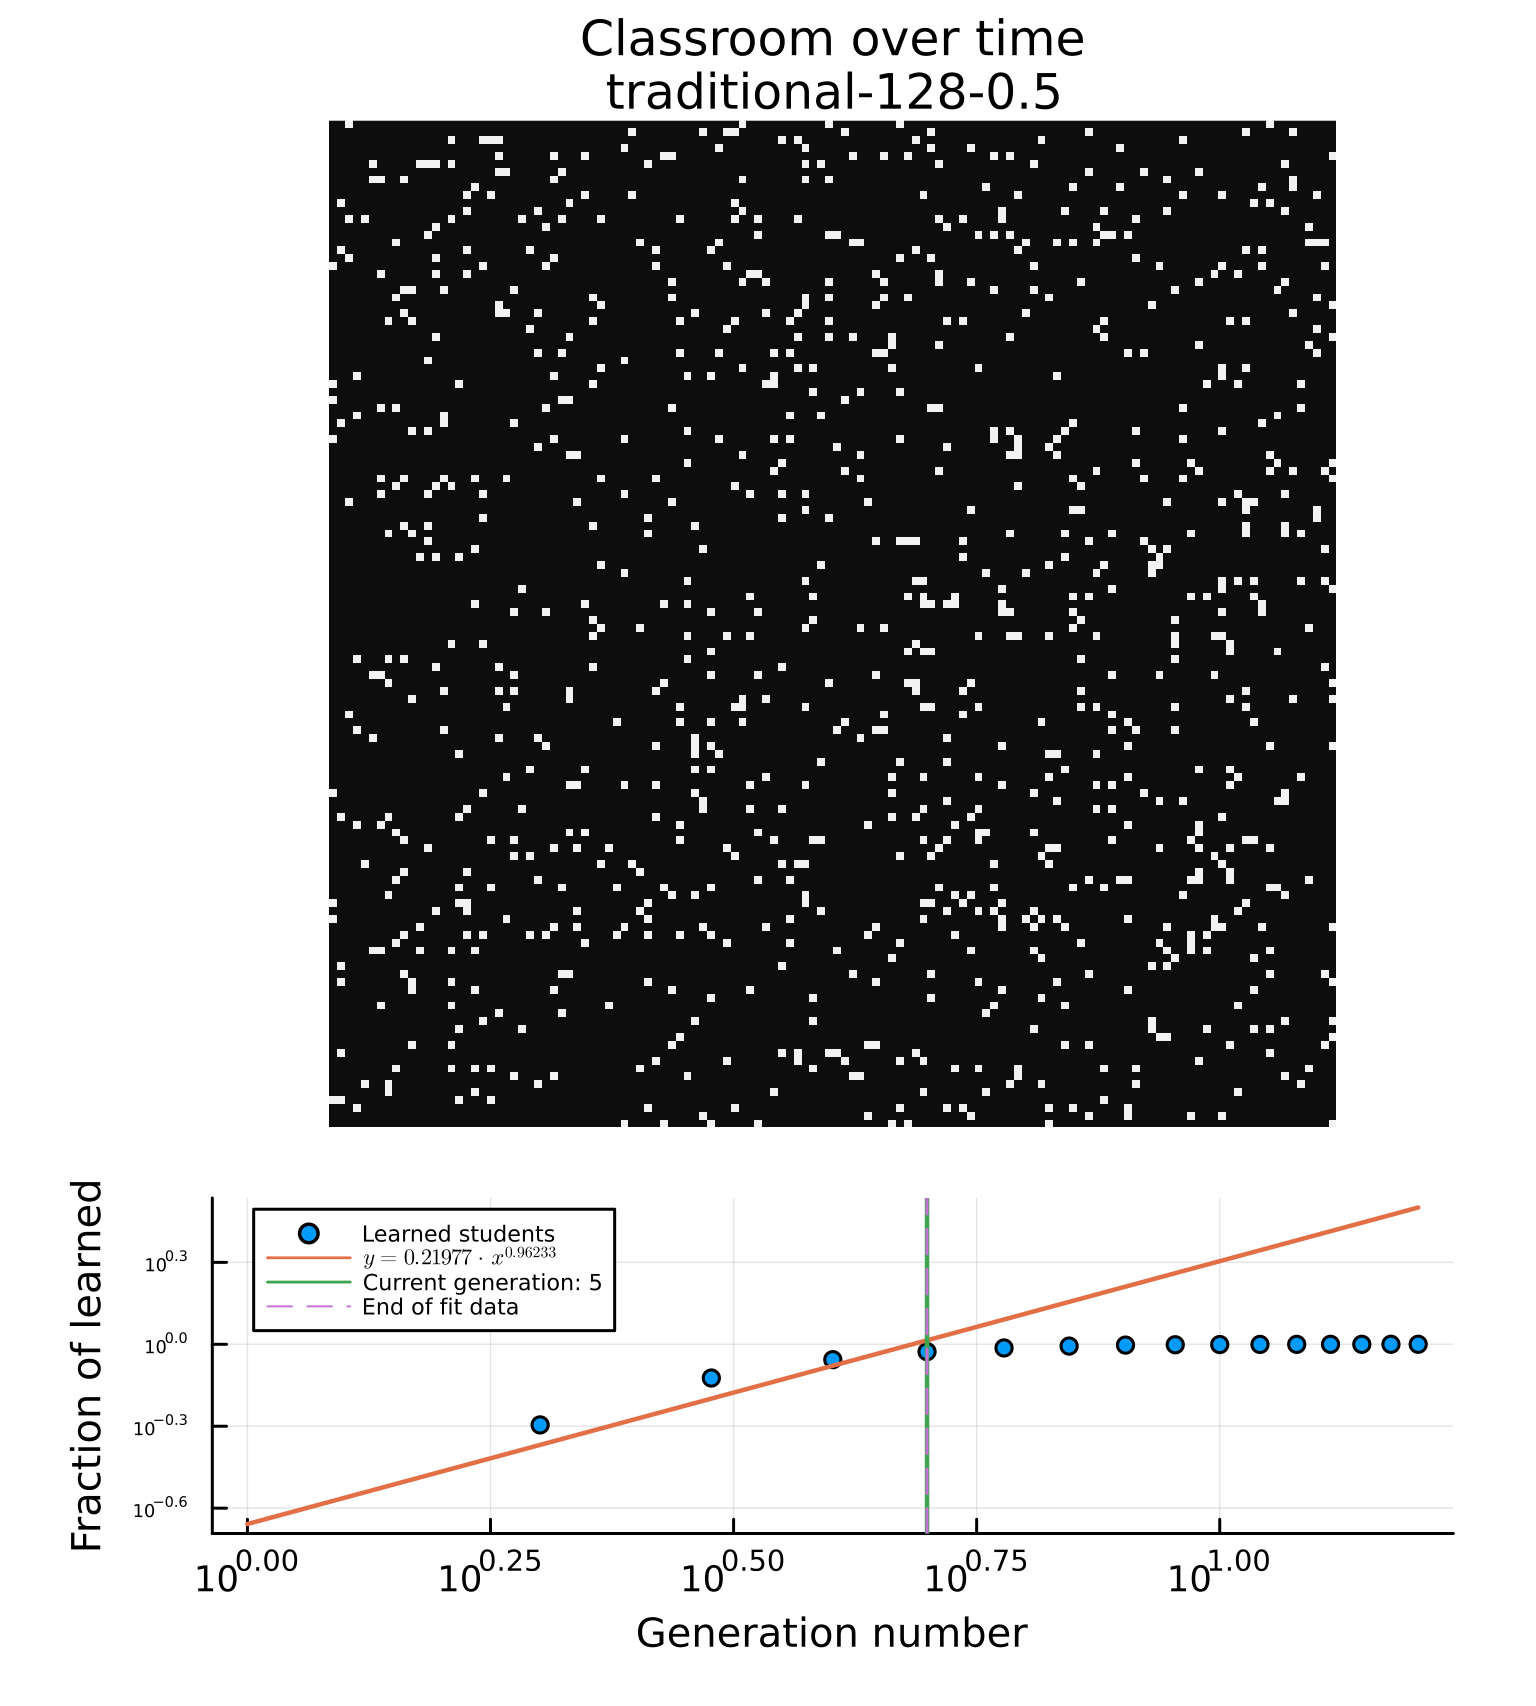 Classroom over time
traditional-128-0.5
Fraction of learned
10^0.3
10^0.0
10^−0.3
10^−0.6
Learned students
y = 0.21977 · x^0.96233
Current generation: 5
End of fit data
10^0.00 10^0.25 10^0.50 10^0.75 10^1.00
Generation number